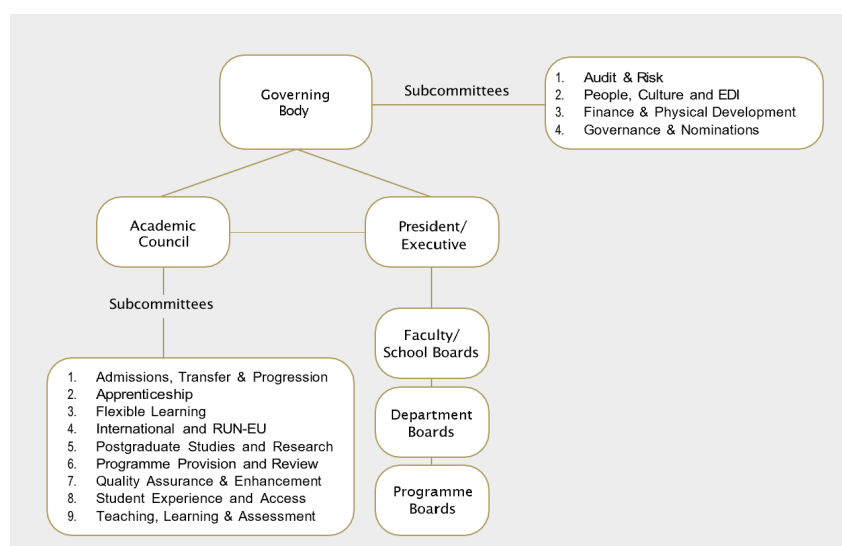 Governing
Body
Subcommittees
1. Audit & Risk
2. People, Culture and EDI
3. Finance & Physical Development
4. Governance & Nominations
Academic
Council
President/
Executive
Subcommittees
1. Admissions, Transfer & Progression
2. Apprenticeship
3. Flexible Learning
4. International and RUN-EU
5. Postgraduate Studies and Research
6. Programme Provision and Review
7. Quality Assurance & Enhancement
8. Student Experience and Access
9. Teaching, Learning & Assessment
Faculty/
School Boards
Department
Boards
Programme
Boards